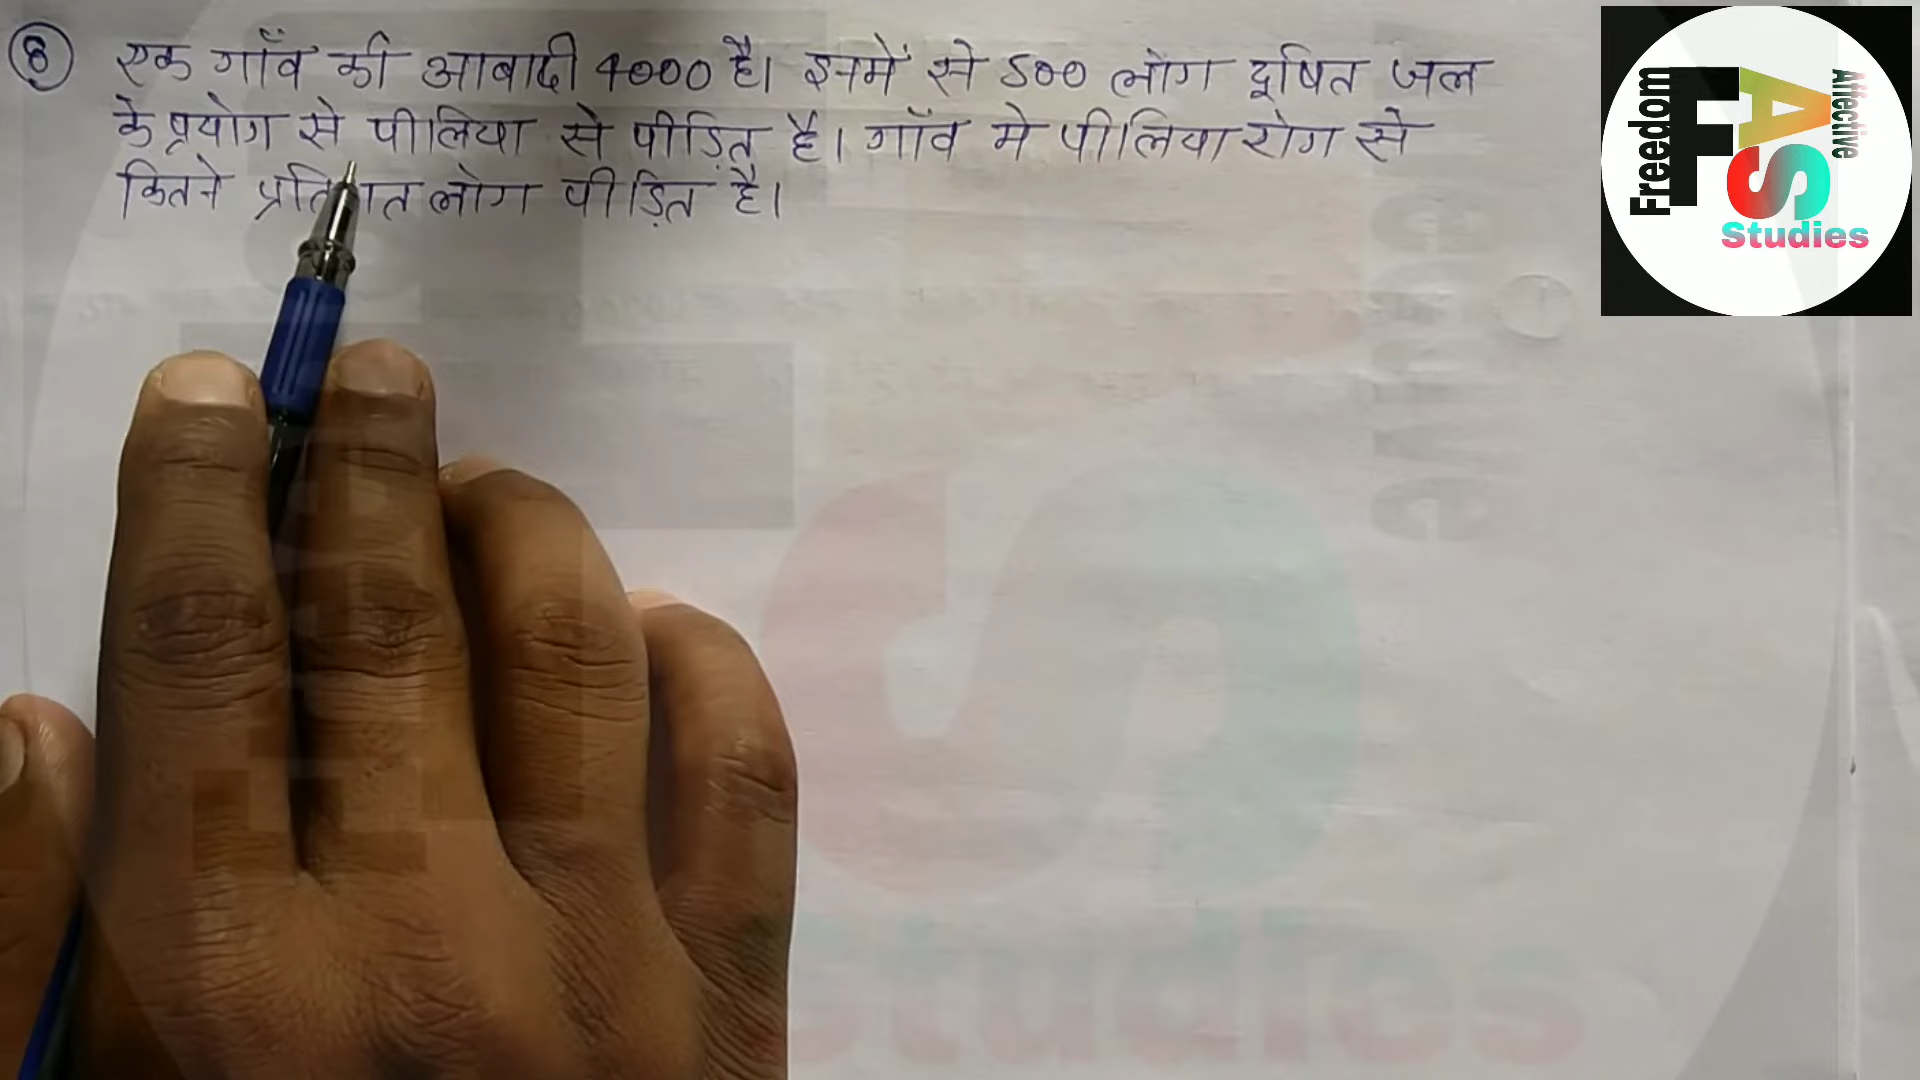 ⑧ एक गाँव की आबादी 4000 है। इनमें से 500 लोग दूषित जल
के प्रयोग से पीलिया से पीड़ित है। गाँव मे पीलिया रोग से
कितने लोग पीड़ित है।
Freedom
F
A
S
Affective
Studies